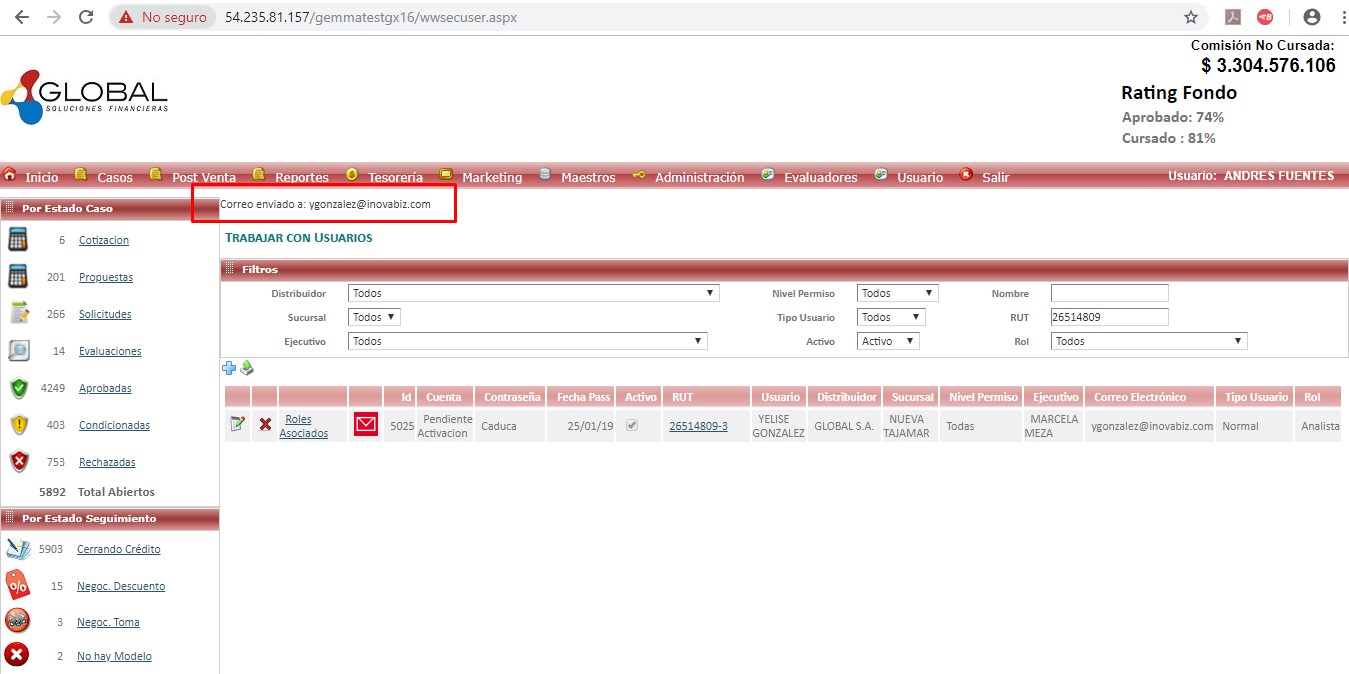 No seguro 54.235.81.157/gemmatestgx16/wwsecuser.aspx
Comisión No Cursada:
$ 3.304.576.106
GLOBAL
SOLUCIONES FINANCIERAS
Rating Fondo
Aprobado: 74%
Cursado : 81%
Inicio Casos Post Venta Reportes Tesorería Marketing Maestros Administración Evaluadores Usuario Salir Usuario: ANDRES FUENTES
Correo enviado a: ygonzalez@inovabiz.com
Por Estado Caso
6 Cotizacion
201 Propuestas
266 Solicitudes
14 Evaluaciones
4249 Aprobadas
403 Condicionadas
753 Rechazadas
5892 Total Abiertos
Por Estado Seguimiento
5903 Cerrando Crédito
% 15 Negoc. Descuento
3 Negoc. Toma
2 No hay Modelo
TRABAJAR CON USUARIOS
Filtros
Distribuidor Todos Nivel Permiso Todos Nombre
Sucursal Todos Tipo Usuario Todos RUT 26514809
Ejecutivo Todos Activo Activo Rol Todos
Id Cuenta Contraseña Fecha Pass Activo RUT Usuario Distribuidor Sucursal Nivel Permiso Ejecutivo Correo Electrónico Tipo Usuario Rol
Roles Asociados 5025 Pendiente Activacion Caduca 25/01/19 26514809-3 YELISE GONZALEZ GLOBAL S.A. NUEVA TAJAMAR Todas MARCELA MEZA ygonzalez@inovabiz.com Normal Analista